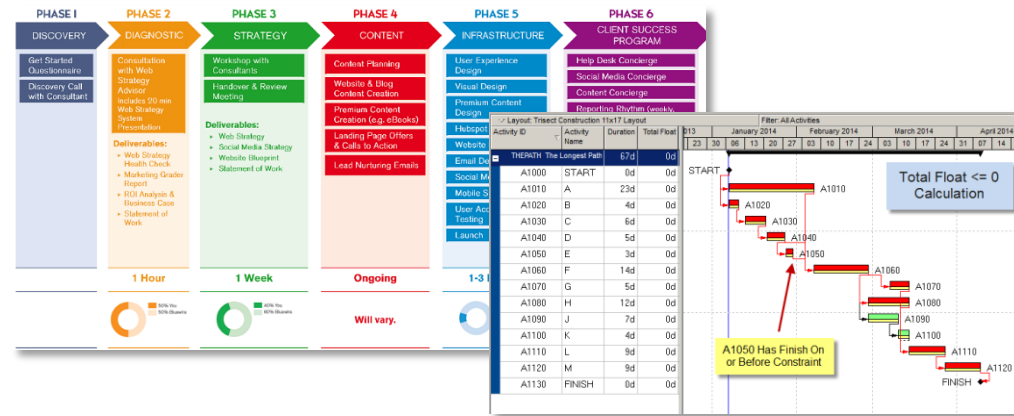 PHASE 1
DISCOVERY
Get Started
Questionnaire
Discovery Call
with Consultant
PHASE 2
DIAGNOSTIC
Consultation
with Web
Strategy
Advisor
Includes 20 min
Web Strategy
System
Presentation
Deliverables:
Web Strategy
Health Check
Marketing Grader
Report
ROI Analysis &
Business Case
Statement of
Work
1 Hour
PHASE 3
STRATEGY
Workshop with
Consultants
Handover & Review
Meeting
Deliverables:
Web Strategy
Social Media Strategy
Website Blueprint
Statement of Work
1 Week
PHASE 4
CONTENT
Content Planning
Website & Blog
Content Creation
Premium Content
Creation (e.g. eBooks)
Landing Page Offers
& Calls to Action
Lead Nurturing Emails
Ongoing
Will vary.
PHASE 5
INFRASTRUCTURE
User Experience
Design
Visual Design
Premium Content
Design
Hubspot
Website
Email De
Social M
Mobile S
User Acc
Testing
Launch
PHASE 6
CLIENT SUCCESS
PROGRAM
Help Desk Concierge
Social Media Concierge
Content Concierge
Reporting Rhythm (weekly,
Layout: Trisect Construction 11x17 Layout
Filter: All Activities
Activity ID Activity Name Duration Total Float
013 January 2014 February 2014 March 2014 April 2014
23 30 06 13 20 27 03 10 17 24 03 10 17 24 31 07 14
THEPATH The Longest Path 67d 0d
A1000 START 0d 0d
A1010 A 23d 0d
A1020 B 4d 0d
A1030 C 6d 0d
A1040 D 5d 0d
A1050 E 3d 0d
A1060 F 14d 0d
A1070 G 5d 0d
A1080 H 12d 0d
A1090 J 7d 0d
A1100 K 4d 0d
A1110 L 9d 0d
A1120 M 9d 0d
A1130 FINISH 0d 0d
START
A1010
A1020
A1030
A1040
A1050
A1060
A1070
A1080
A1090
A1100
A1110
A1120
FINISH
Total Float <= 0
Calculation
A1050 Has Finish On
or Before Constraint